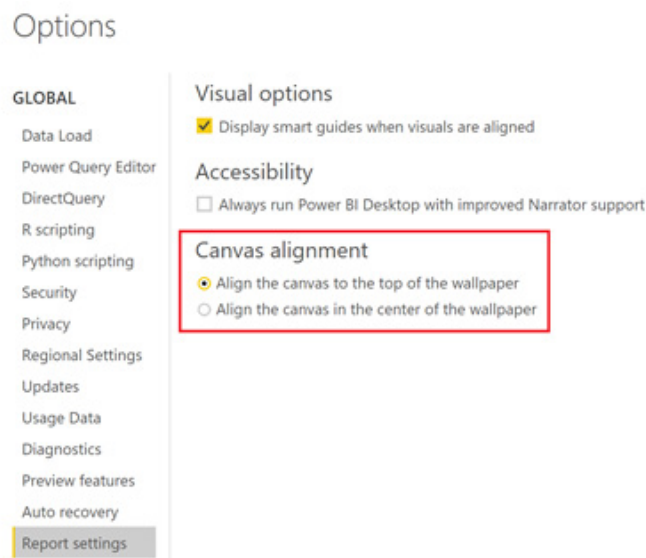 Options
GLOBAL
Data Load
Power Query Editor
DirectQuery
R scripting
Python scripting
Security
Privacy
Regional Settings
Updates
Usage Data
Diagnostics
Preview features
Auto recovery
Report settings
Visual options
Display smart guides when visuals are aligned
Accessibility
Always run Power BI Desktop with improved Narrator support
Canvas alignment
Align the canvas to the top of the wallpaper
Align the canvas in the center of the wallpaper